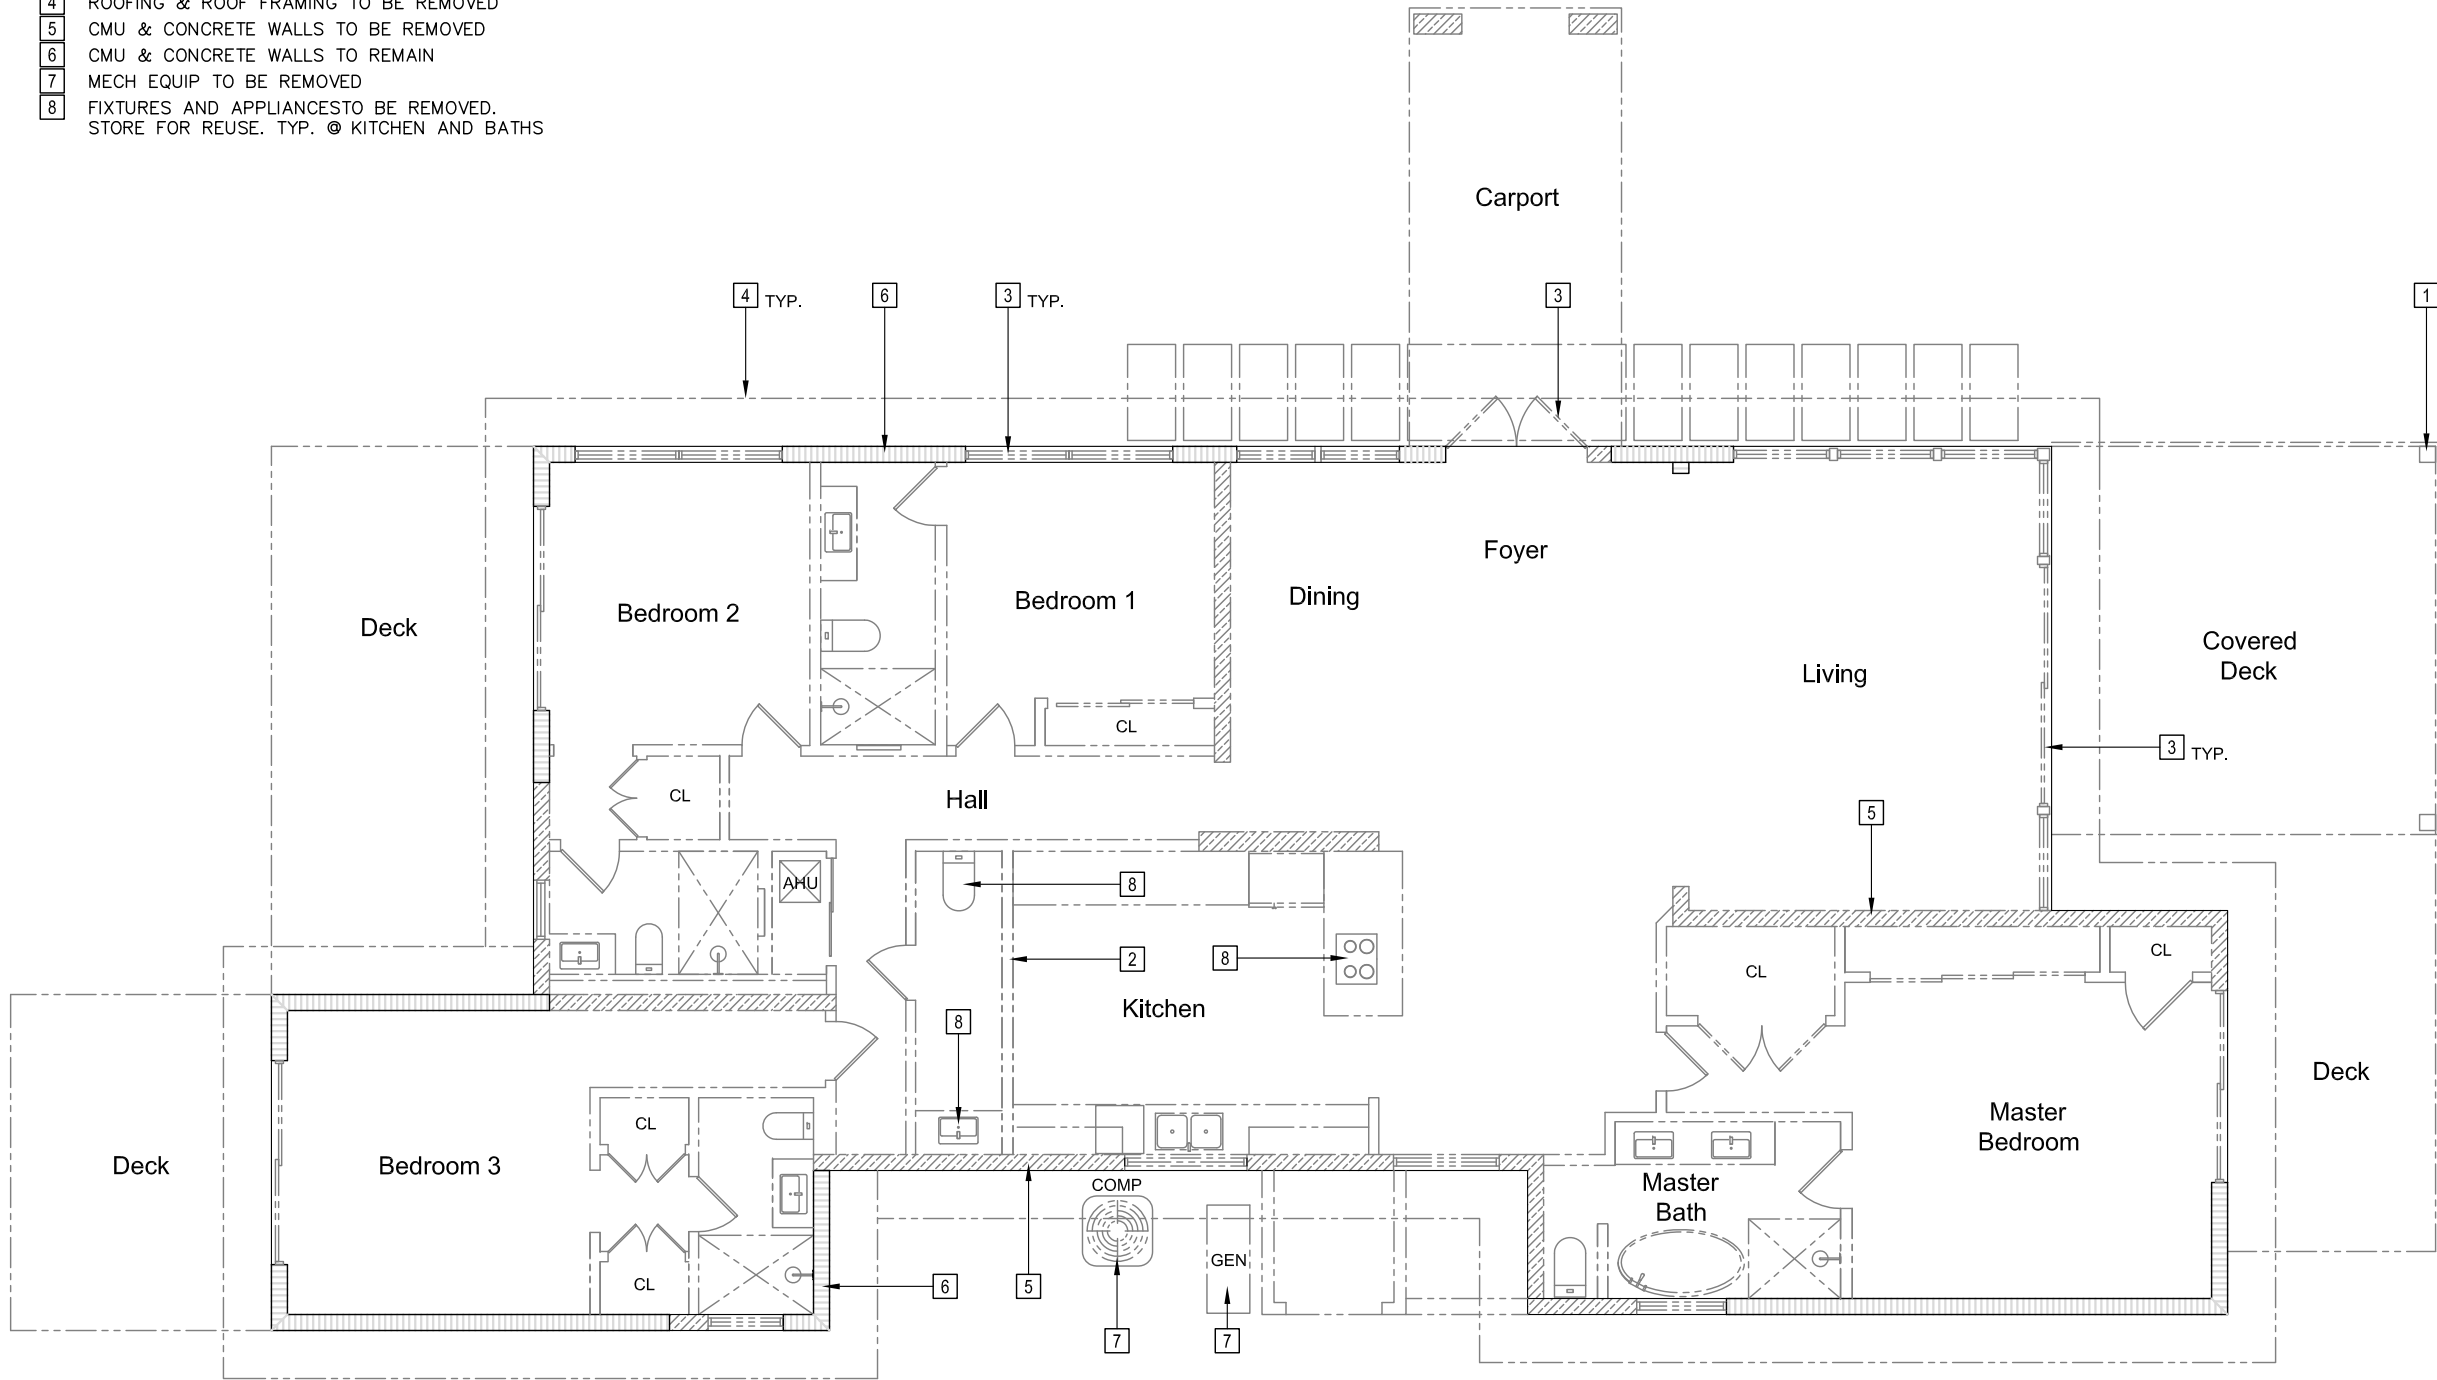 4 ROOFING & ROOF FRAMING TO BE REMOVED
5 CMU & CONCRETE WALLS TO BE REMOVED
6 CMU & CONCRETE WALLS TO REMAIN
7 MECH EQUIP TO BE REMOVED
8 FIXTURES AND APPLIANCESTO BE REMOVED.
STORE FOR REUSE. TYP. @ KITCHEN AND BATHS
Carport
4 TYP.
6
3 TYP.
3
1
Foyer
Dining
Bedroom 1
Bedroom 2
Deck
Covered
Deck
Living
CL
3 TYP.
CL
Hall
5
AHU
8
2
8
CL
CL
Kitchen
8
Deck
Master
Bedroom
CL
Deck
Bedroom 3
COMP
Master
Bath
GEN
CL
6
5
7
7